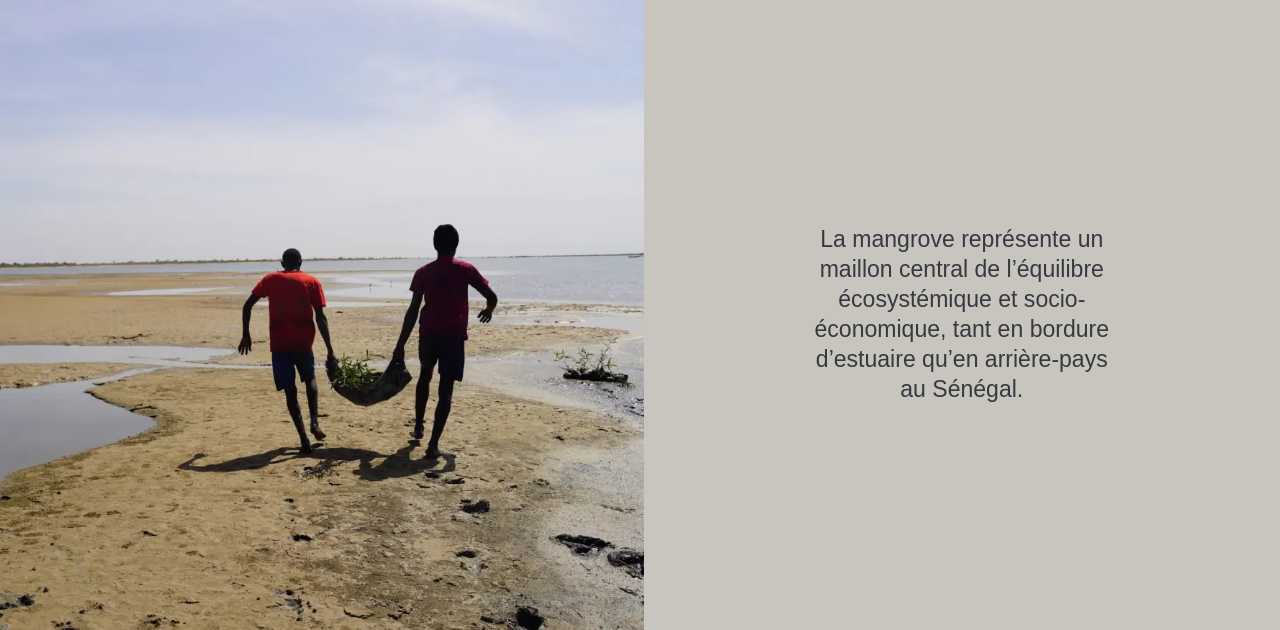 La mangrove représente un
maillon central de l’équilibre
écosystémique et socio-
économique, tant en bordure
d’estuaire qu’en arrière-pays
au Sénégal.